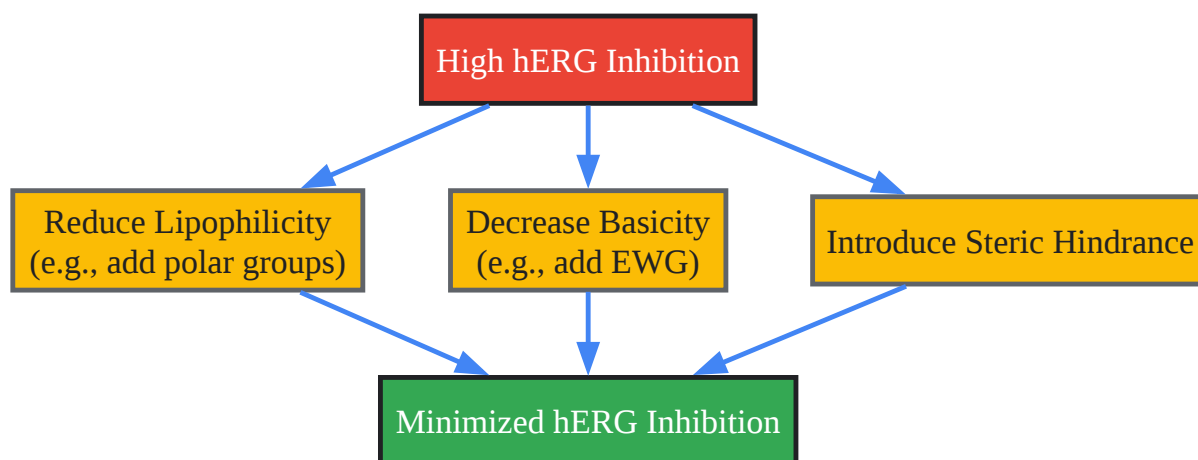 High hERG Inhibition
Reduce Lipophilicity
(e.g., add polar groups)
Decrease Basicity
(e.g., add EWG)
Introduce Steric Hindrance
Minimized hERG Inhibition